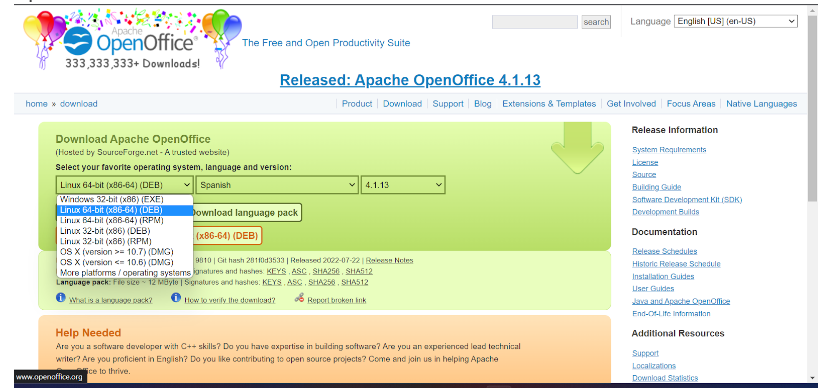 Apache
OpenOffice
The Free and Open Productivity Suite
333,333,333+ Downloads!
search
Language English [US] (en-US)
Released: Apache OpenOffice 4.1.13
home » download
Product Download Support Blog Extensions & Templates Get Involved Focus Areas Native Languages
Download Apache OpenOffice
(Hosted by SourceForge.net - A trusted website)
Select your favorite operating system, language and version:
Linux 64-bit (x86-64) (DEB) Spanish 4.1.13
Windows 32-bit (x86) (EXE)
Linux 64-bit (x86-64) (DEB)
Linux 64-bit (x86-64) (RPM)
Linux 32-bit (x86) (DEB)
Linux 32-bit (x86) (RPM)
OS X (version >= 10.7) (DMG)
OS X (version <= 10.6) (DMG)
More platforms / operating systems
ownload language pack
(x86-64) (DEB)
9810 | Git hash 281f0d3533 | Released 2022-07-22 | Release Notes
ignatures and hashes: KEYS , ASC , SHA256 , SHA512
Language pack: File size ~ 12 MByte | Signatures and hashes: KEYS , ASC , SHA256 , SHA512
What is a language pack? How to verify the download? Report broken link
Help Needed
Are you a software developer with C++ skills? Do you have expertise in building software? Are you an experienced lead technical
writer? Are you proficient in English? Do you like contributing to open source projects? Come and join us in helping Apache
ce to thrive.
www.openoffice.org
Release Information
System Requirements
License
Source
Building Guide
Software Development Kit (SDK)
Development Builds
Documentation
Release Schedules
Historic Release Schedule
Installation Guides
User Guides
Java and Apache OpenOffice
End-Of-Life Information
Additional Resources
Support
Localizations
Download Statistics